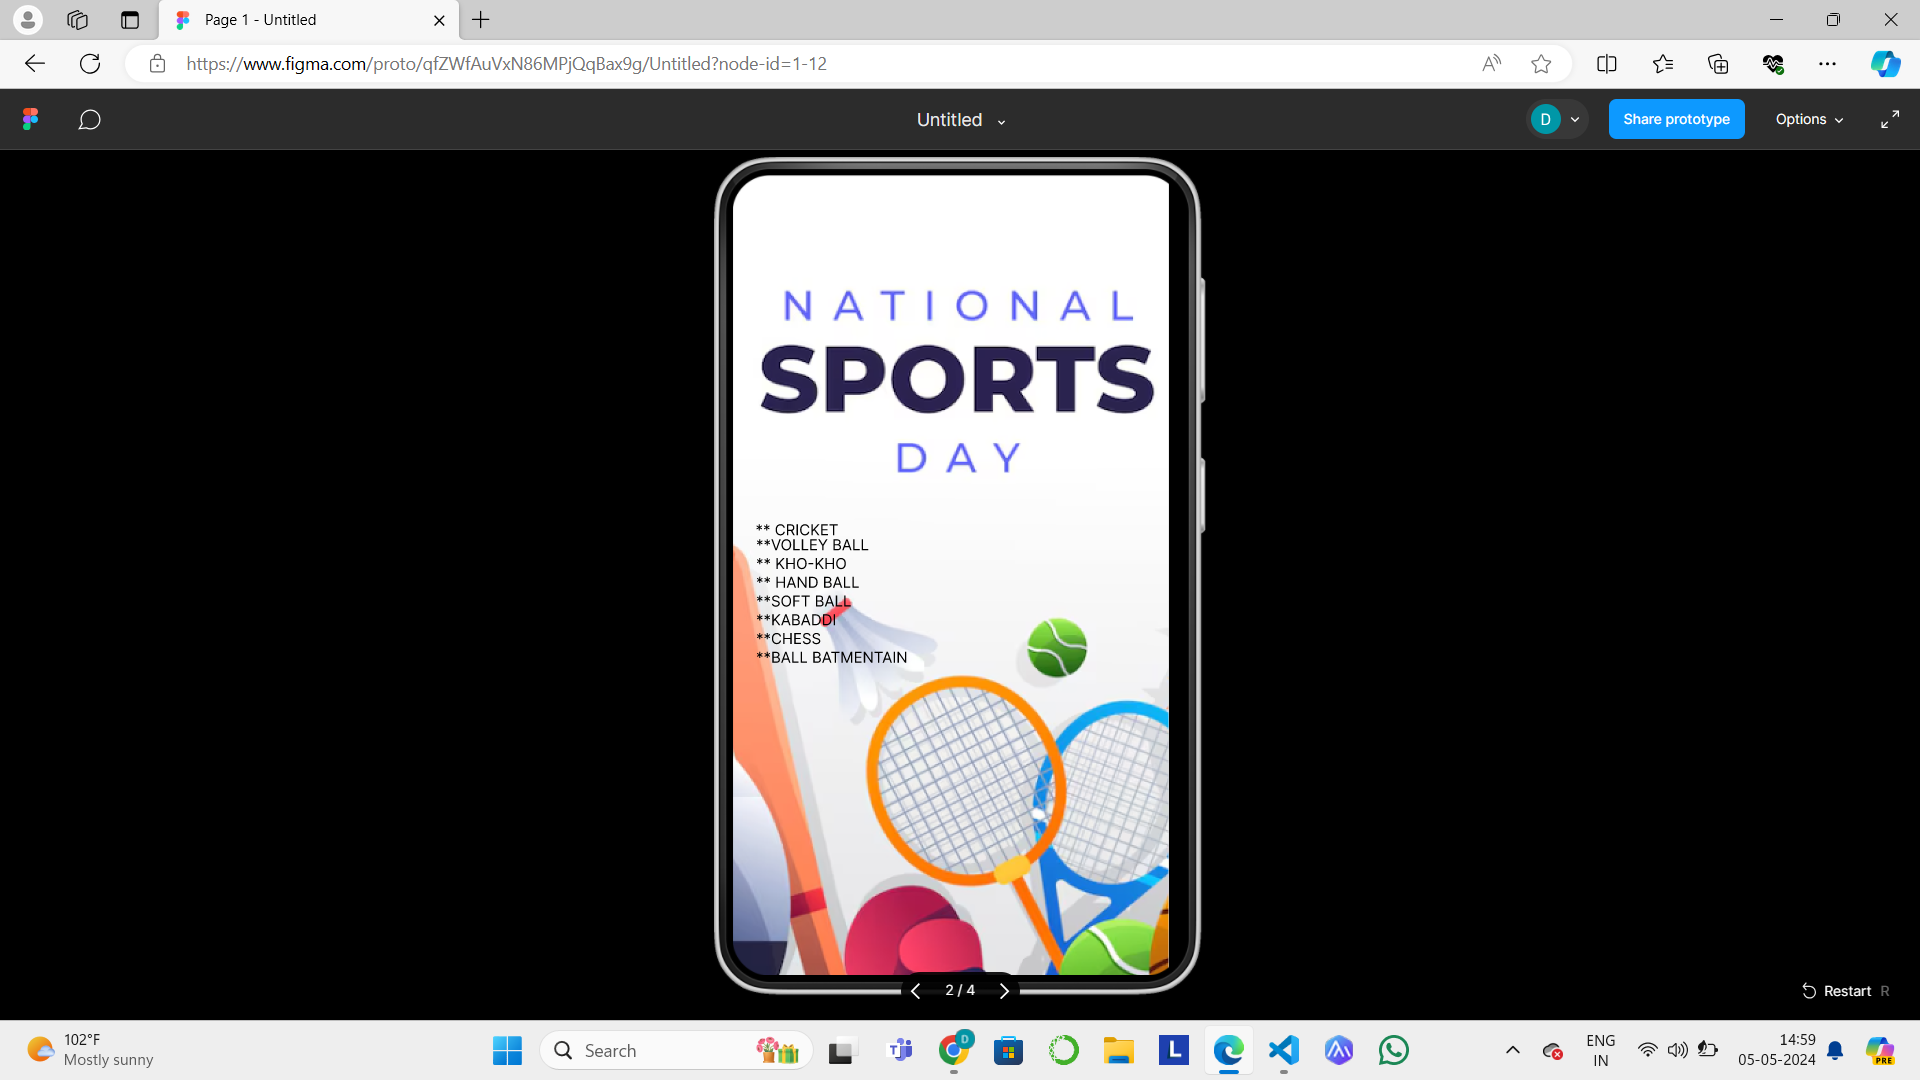 Page 1 - Untitled
https://www.figma.com/proto/qfZWfAuVxN86MPjQqBax9g/Untitled?node-id=1-12
Untitled
D
Share prototype
Options
NATIONAL
SPORTS
DAY
** CRICKET
**VOLLEY BALL
** KHO-KHO
** HAND BALL
**SOFT BALL
**KABADDI
**CHESS
**BALL BATMENTAIN
2 / 4
Restart R
102°F
Mostly sunny
Search
D
L
ENG
IN
14:59
05-05-2024
PRE